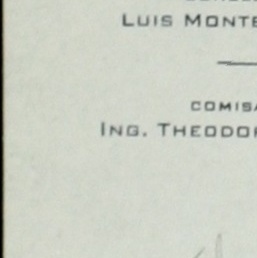 LUIS MONTE
COMISA
ING. THEODOR